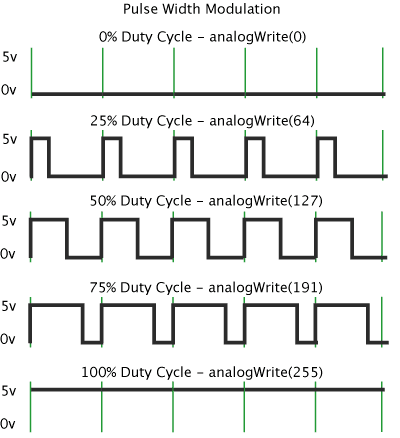 Pulse Width Modulation
0% Duty Cycle – analogWrite(0)
5v
0v
25% Duty Cycle – analogWrite(64)
5v
0v
50% Duty Cycle – analogWrite(127)
5v
0v
75% Duty Cycle – analogWrite(191)
5v
0v
100% Duty Cycle – analogWrite(255)
5v
0v